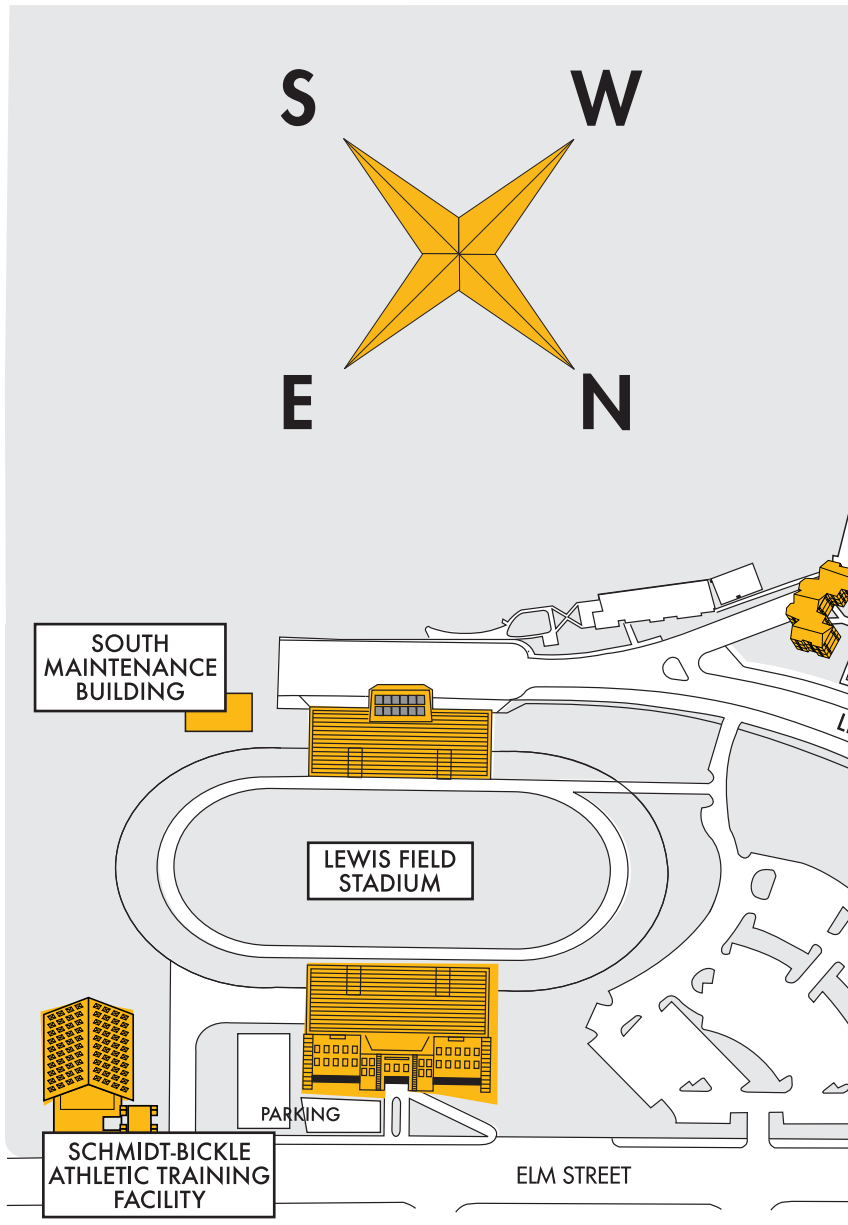 S
W
E
N
SOUTH
MAINTENANCE
BUILDING
LEWIS FIELD
STADIUM
PARKING
SCHMIDT-BICKLE
ATHLETIC TRAINING
FACILITY
ELM STREET